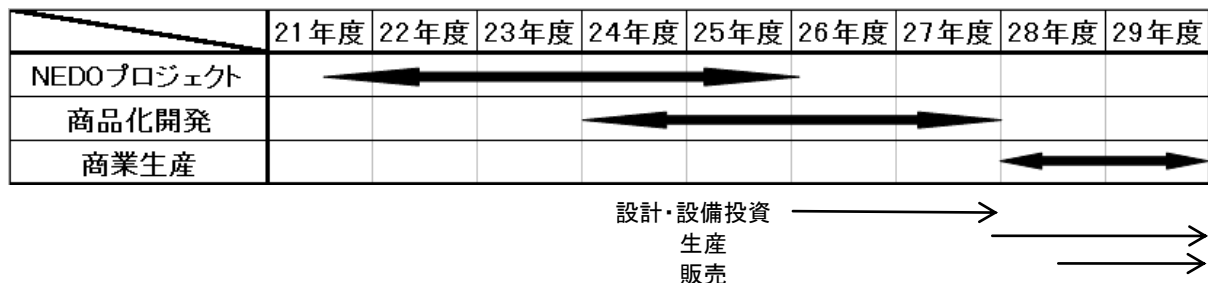 21年度 22年度 23年度 24年度 25年度 26年度 27年度 28年度 29年度
NEDOプロジェクト
商品化開発
商業生産
設計・設備投資
生産
販売